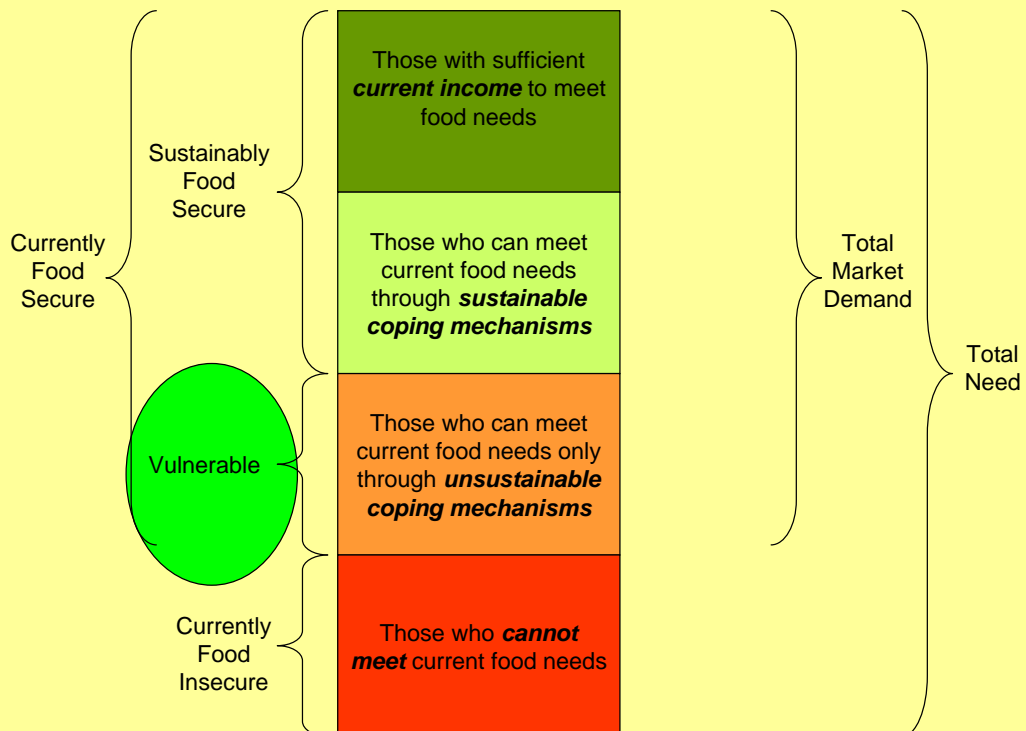 Those with sufficient
current income to meet
food needs
Sustainably
Food
Secure
Currently
Food
Secure
Those who can meet
current food needs
through sustainable
coping mechanisms
Total
Market
Demand
Total
Need
Vulnerable
Those who can meet
current food needs only
through unsustainable
coping mechanisms
Currently
Food
Insecure
Those who cannot
meet current food needs